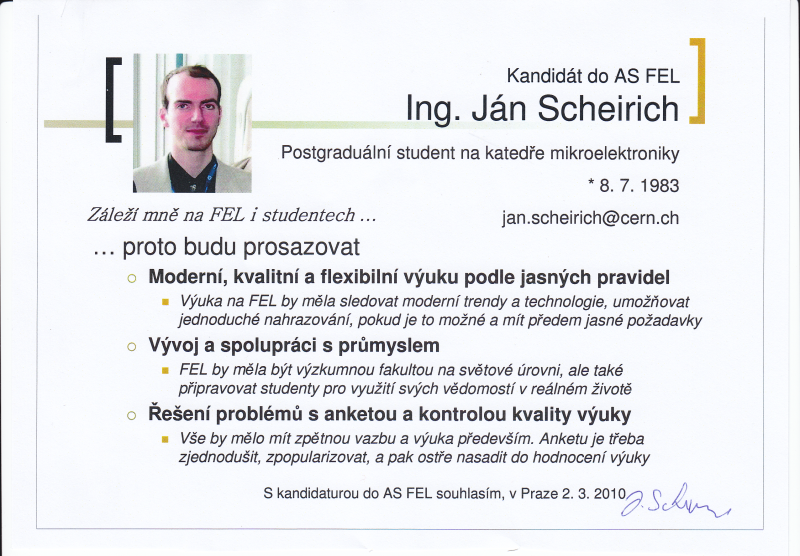 Kandidát do AS FEL
Ing. Ján Scheirich
Postgraduální student na katedře mikroelektroniky
* 8. 7. 1983
jan.scheirich@cern.ch
Záleží mně na FEL i studentech …
… proto budu prosazovat
Moderní, kvalitní a flexibilní výuku podle jasných pravidel
Výuka na FEL by měla sledovat moderní trendy a technologie, umožňovat
jednoduché nahrazování, pokud je to možné a mít předem jasné požadavky
Vývoj a spolupráci s průmyslem
FEL by měla být výzkumnou fakultou na světové úrovni, ale také
připravovat studenty pro využití svých vědomostí v reálném životě
Řešení problémů s anketou a kontrolou kvality výuky
Vše by mělo mít zpětnou vazbu a výuka především. Anketu je třeba
zjednodušit, zpopularizovat, a pak ostře nasadit do hodnocení výuky
S kandidaturou do AS FEL souhlasím, v Praze 2. 3. 2010